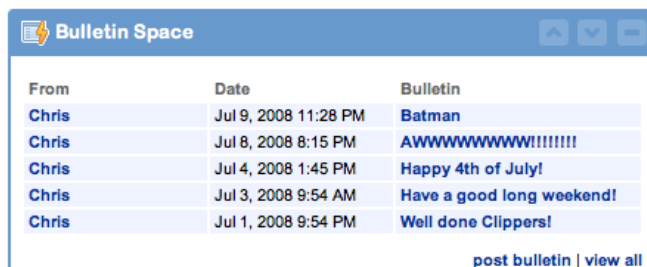 Bulletin Space
From Date Bulletin
Chris Jul 9, 2008 11:28 PM Batman
Chris Jul 8, 2008 8:15 PM AWWWWWWWW!!!!!!!!
Chris Jul 4, 2008 1:45 PM Happy 4th of July!
Chris Jul 3, 2008 9:54 AM Have a good long weekend!
Chris Jul 1, 2008 9:54 PM Well done Clippers!
post bulletin | view all